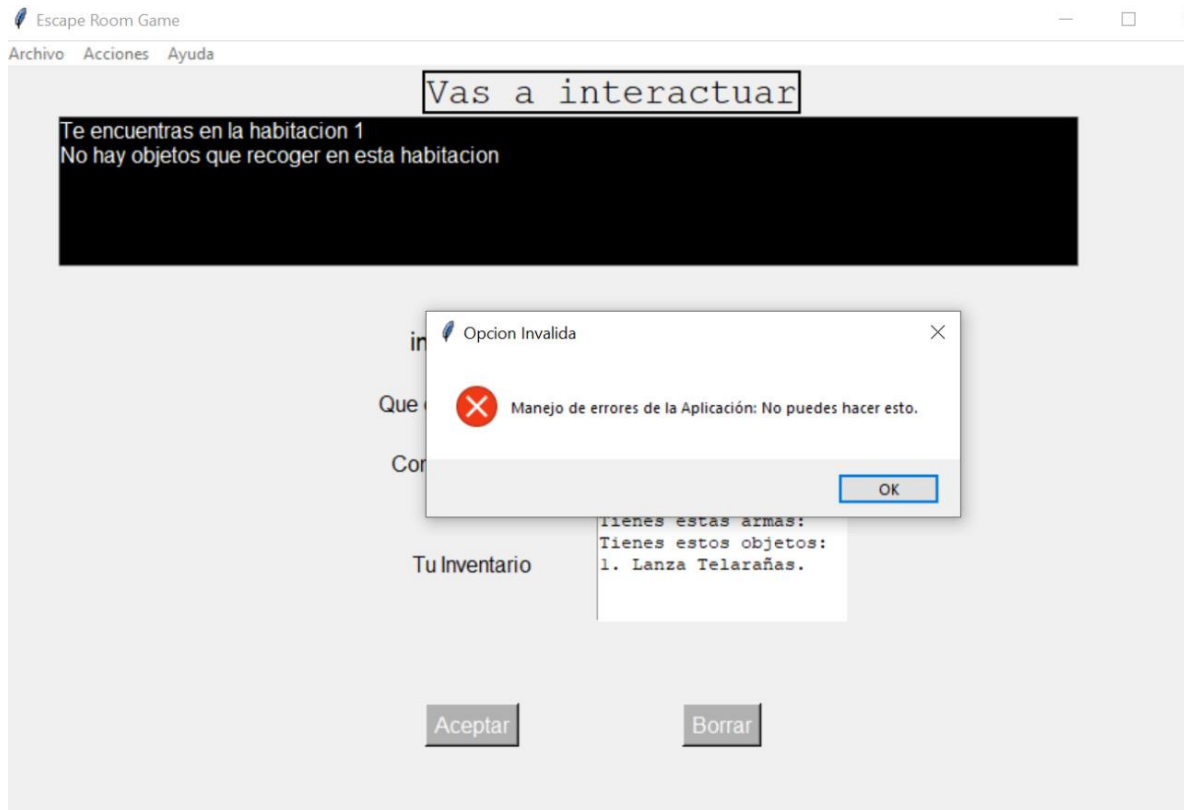 Escape Room Game
Archivo Acciones Ayuda
Vas a interactuar
Te encuentras en la habitacion 1
No hay objetos que recoger en esta habitacion
Opcion Invalida
Manejo de errores de la Aplicación: No puedes hacer esto.
OK
Que
Tienes estas armas:
Tienes estos objetos:
Tu Inventario
1. Lanza Telarañas.
Aceptar Borrar